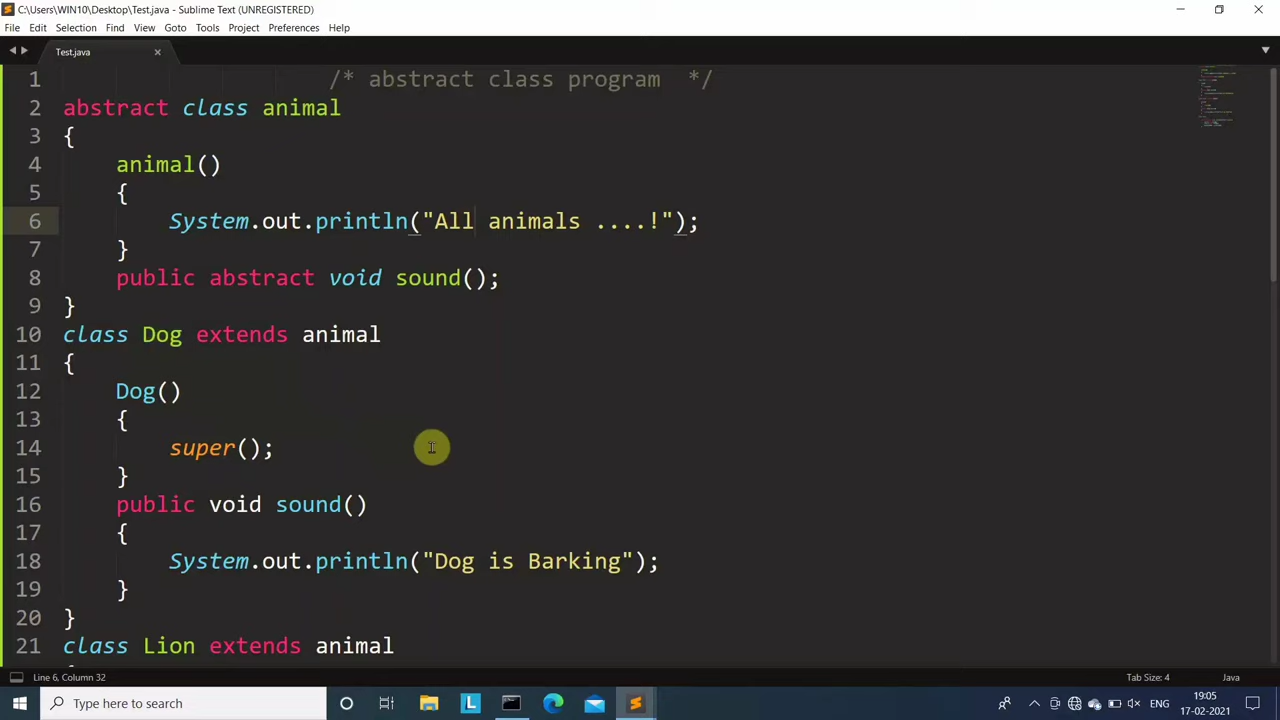 C:\Users\WIN10\Desktop\Test.java - Sublime Text (UNREGISTERED)
File Edit Selection Find View Goto Tools Project Preferences Help
Test.java
1 /* abstract class program */
2 abstract class animal
3 {
4 animal()
5 {
6 System.out.println("All animals ....!");
7 }
8 public abstract void sound();
9 }
10 class Dog extends animal
11 {
12 Dog()
13 {
14 super();
15 }
16 public void sound()
17 {
18 System.out.println("Dog is Barking");
19 }
20 }
21 class Lion extends animal
Line 6, Column 32 Tab Size: 4 Java
Type here to search L ENG 19:05
17-02-2021